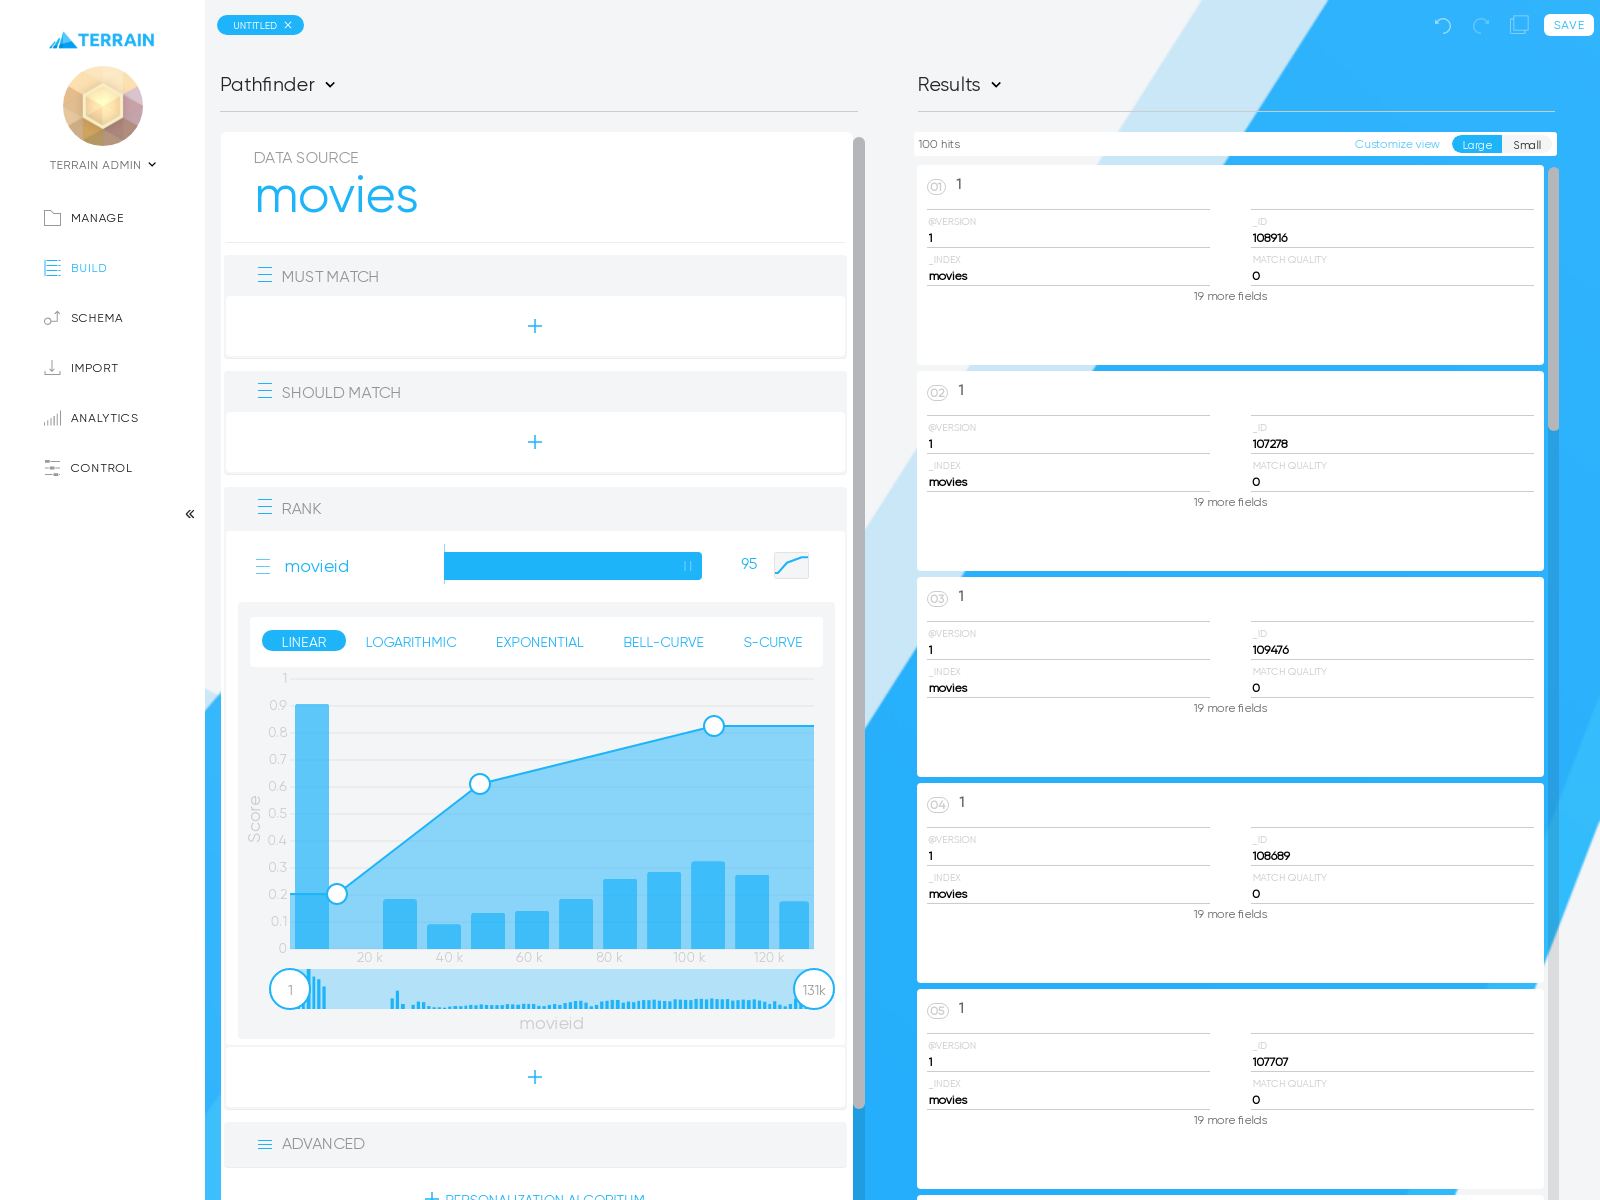 TERRAIN
TERRAIN ADMIN
MANAGE
BUILD
SCHEMA
IMPORT
ANALYTICS
CONTROL
UNTITLED
SAVE
Pathfinder
DATA SOURCE
movies
MUST MATCH
SHOULD MATCH
RANK
movieid
95
LINEAR LOGARITHMIC EXPONENTIAL BELL-CURVE S-CURVE
1
0.9
0.8
0.7
0.6
0.5
0.4
0.3
0.2
0.1
0
Score
20 k 40 k 60 k 80 k 100 k 120 k
1 131k
movieid
ADVANCED
PERSONALIZATION ALGORITHM
Results
100 hits Customize view Large Small
01 1
@VERSION _ID
1 108916
_INDEX MATCH QUALITY
movies 0
19 more fields
02 1
@VERSION _ID
1 107278
_INDEX MATCH QUALITY
movies 0
19 more fields
03 1
@VERSION _ID
1 109476
_INDEX MATCH QUALITY
movies 0
19 more fields
04 1
@VERSION _ID
1 108689
_INDEX MATCH QUALITY
movies 0
19 more fields
05 1
@VERSION _ID
1 107707
_INDEX MATCH QUALITY
movies 0
19 more fields